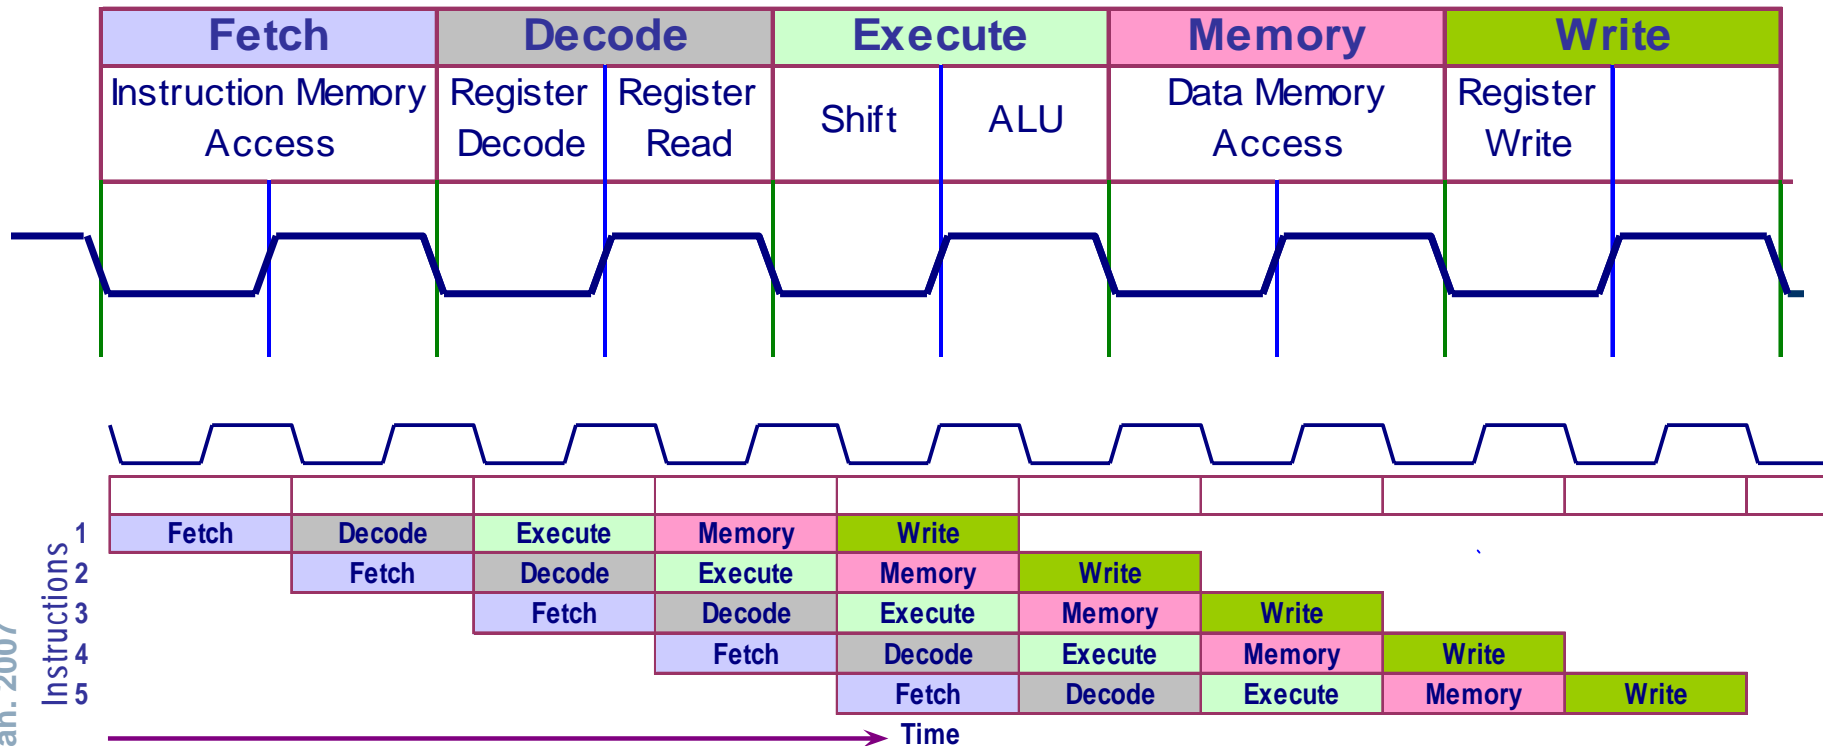 Fetch Decode Execute Memory Write
Instruction Memory Register Register Shift ALU Data Memory Register
Access Decode Read Access Write
1 Fetch Decode Execute Memory Write
2 Fetch Decode Execute Memory Write
3 Fetch Decode Execute Memory Write
4 Fetch Decode Execute Memory Write
5 Fetch Decode Execute Memory Write
Instructions
Time
2007